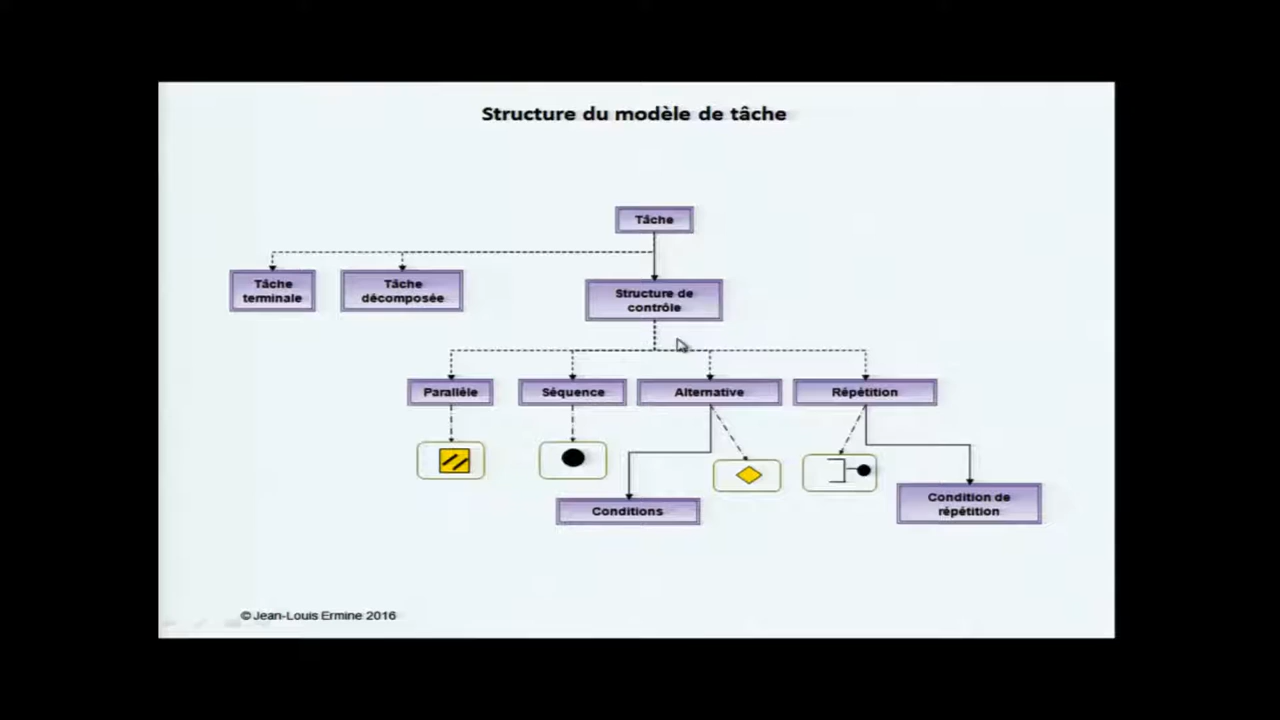 Structure du modèle de tâche
Tâche
Tâche
terminale
Tâche
décomposée
Structure de
contrôle
Parallèle
Séquence
Alternative
Répétition
Conditions
Condition de
répétition
© Jean-Louis Ermine 2016